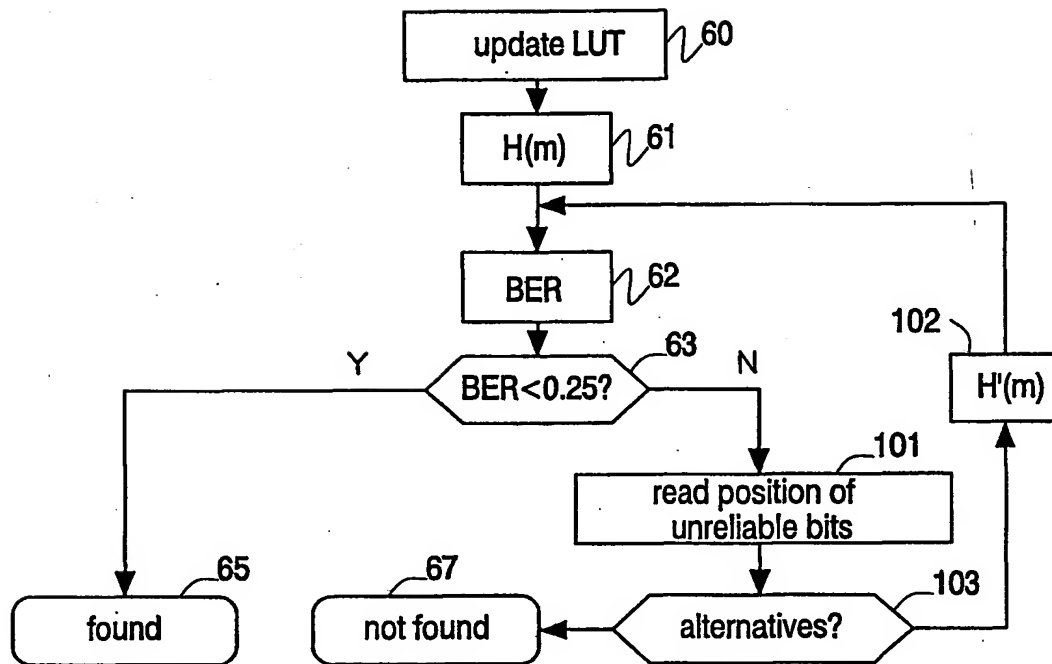 update LUT
60
H(m)
61
BER
62
102
63
Y
BER<0.25?
N
H'(m)
101
read position of
unreliable bits
65
67
103
found
not found
alternatives?